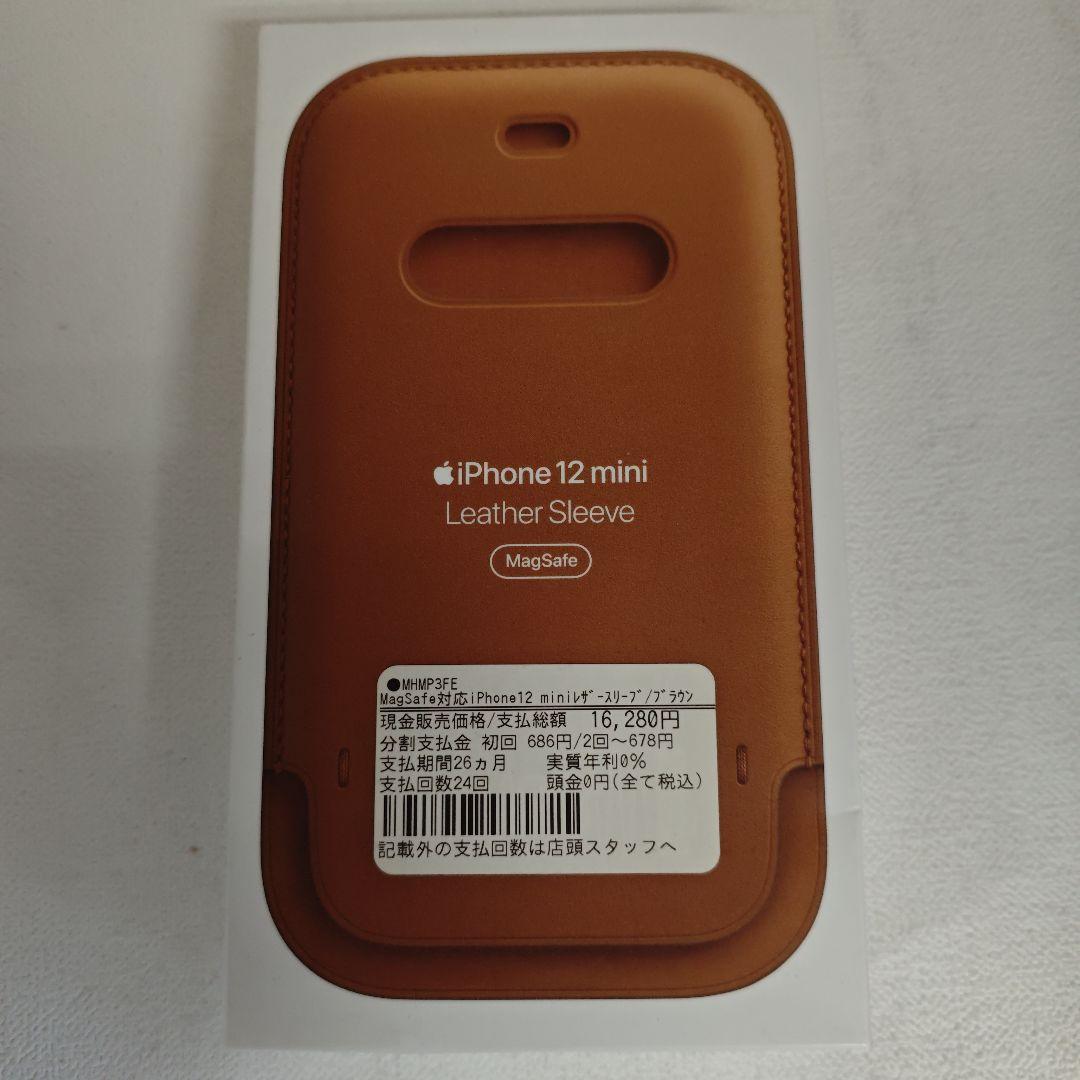 iPhone 12 mini
Leather Sleeve
MagSafe
●MHMP3FE
MagSafe対応iPhone12 miniﾚｻﾞｰｽﾘｰﾌﾞ/ﾌﾞﾗｳﾝ
現金販売価格/支払総額 16,280円
分割支払金 初回 686円/2回～678円
支払期間26ヵ月 実質年利0%
支払回数24回 頭金0円(全て税込)
記載外の支払回数は店頭スタッフへ